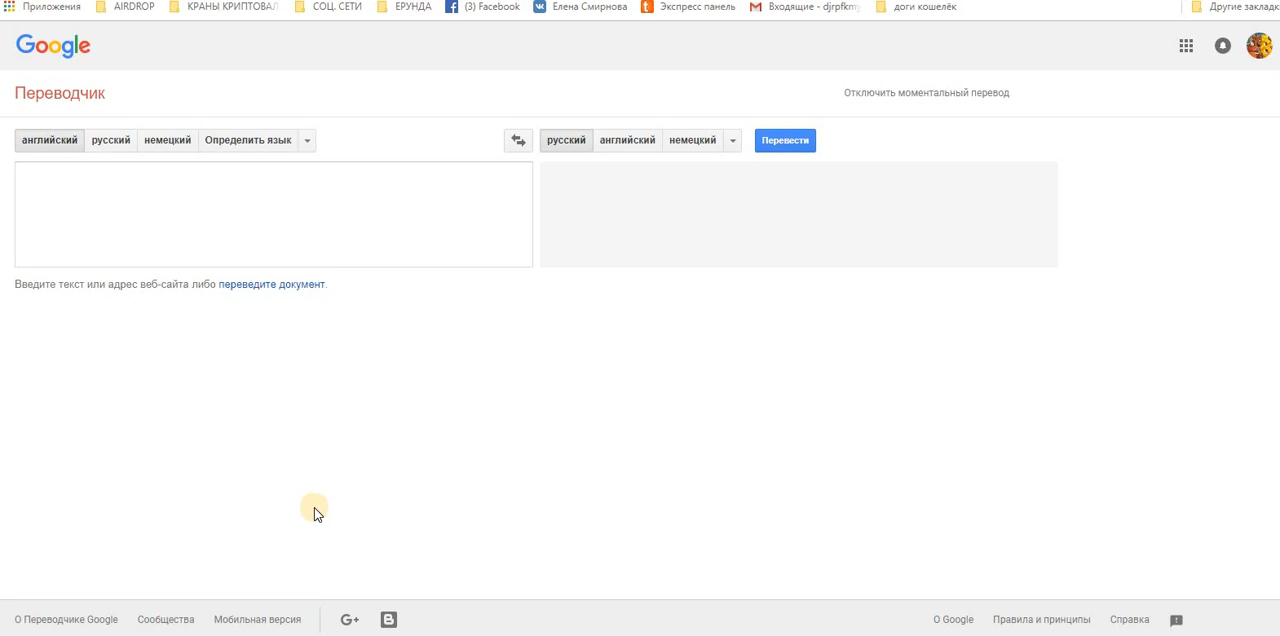 Приложения AIRDROP КРАНЫ КРИПТОВАЛ СОЦ. СЕТИ ЕРУНДА (3) Facebook Елена Смирнова Экспресс панель Входящие - djrpfkmy доги кошелёк Другие закладк
Google
Переводчик Отключить моментальный перевод
английский русский немецкий Определить язык русский английский немецкий Перевести
Введите текст или адрес веб-сайта либо переведите документ.
О Переводчике Google Сообщества Мобильная версия G+ О Google Правила и принципы Справка